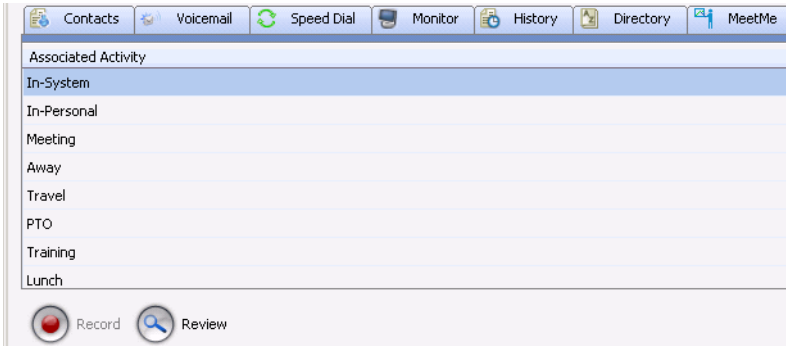 Contacts Voicemail Speed Dial Monitor History Directory MeetMe
Associated Activity
In-System
In-Personal
Meeting
Away
Travel
PTO
Training
Lunch
Record Review